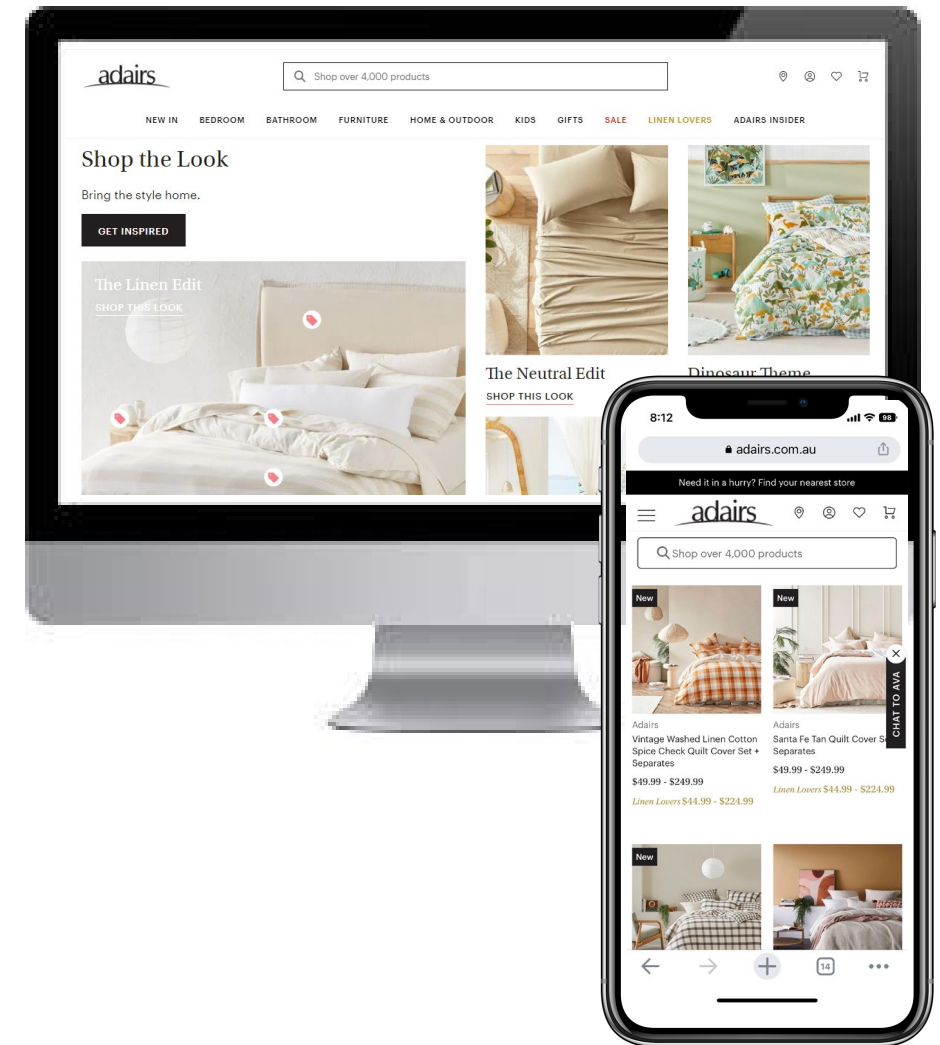 adairs
Shop over 4,000 products
NEW IN BEDROOM BATHROOM FURNITURE HOME & OUTDOOR KIDS GIFTS SALE LINEN LOVERS ADAIRS INSIDER
Shop the Look
Bring the style home.
GET INSPIRED
The Linen Edit
SHOP THIS LOOK
The Neutral Edit
SHOP THIS LOOK
Dinosaur Theme
8:12
98
adairs.com.au
Need it in a hurry? Find your nearest store
adairs
Shop over 4,000 products
New
New
CHAT TO AVA
Adairs
Vintage Washed Linen Cotton
Spice Check Quilt Cover Set +
Separates
$49.99 - $249.99
Linen Lovers $44.99 - $224.99
Adairs
Santa Fe Tan Quilt Cover S
Separates
$49.99 - $249.99
Linen Lovers $44.99 - $224.99
New
14